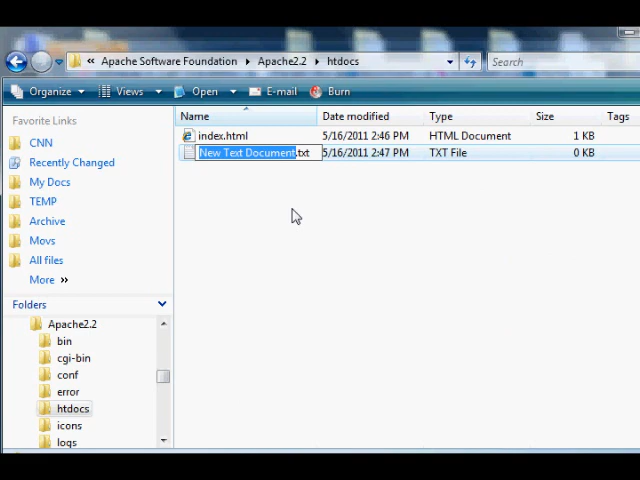 « Apache Software Foundation Apache2.2 htdocs Search
Organize Views Open E-mail Burn
Favorite Links
CNN
Recently Changed
My Docs
TEMP
Archive
Movs
All files
More »
Folders
Apache2.2
bin
cgi-bin
conf
error
htdocs
icons
logs
Name Date modified Type Size Tags
index.html 5/16/2011 2:46 PM HTML Document 1 KB
New Text Document.txt 5/16/2011 2:47 PM TXT File 0 KB